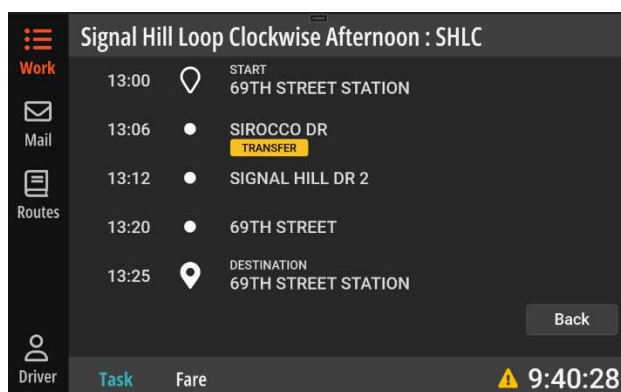 Signal Hill Loop Clockwise Afternoon : SHLC
Work
Mail
Routes
Driver
13:00
START
69TH STREET STATION
13:06
SIROCCO DR
TRANSFER
13:12
SIGNAL HILL DR 2
13:20
69TH STREET
13:25
DESTINATION
69TH STREET STATION
Back
Task
Fare
9:40:28